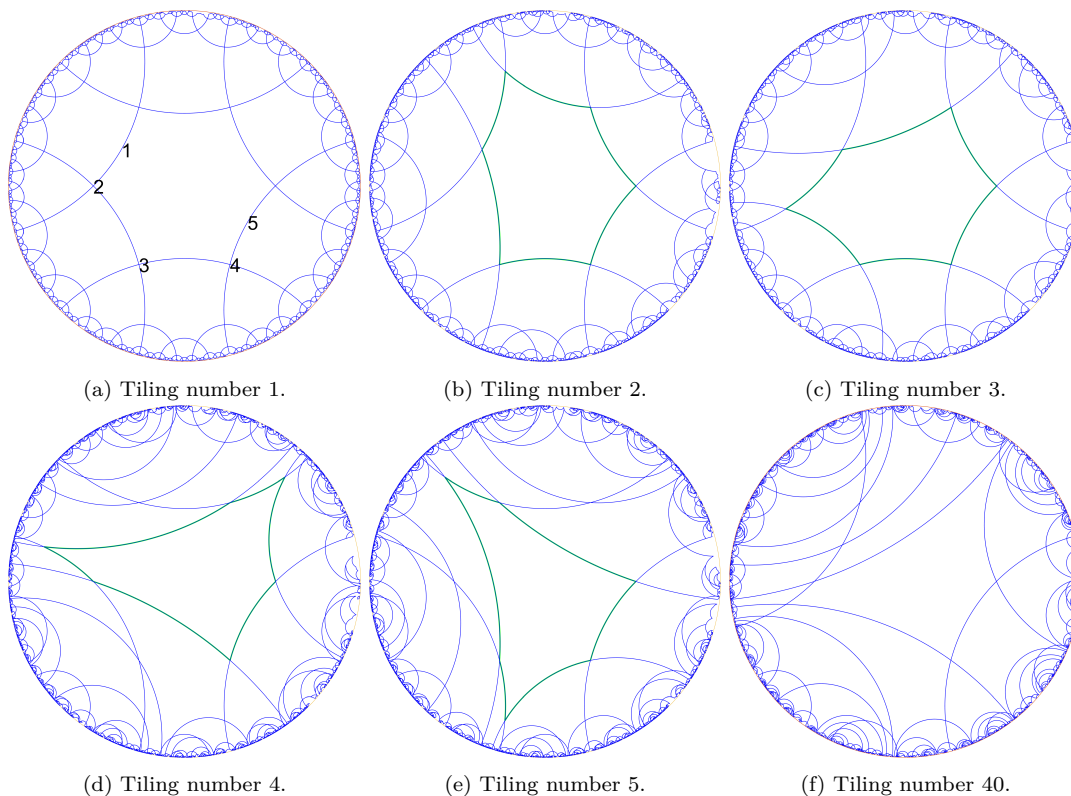 1
2
5
3
4
(a) Tiling number 1.
(b) Tiling number 2.
(c) Tiling number 3.
(d) Tiling number 4.
(e) Tiling number 5.
(f) Tiling number 40.